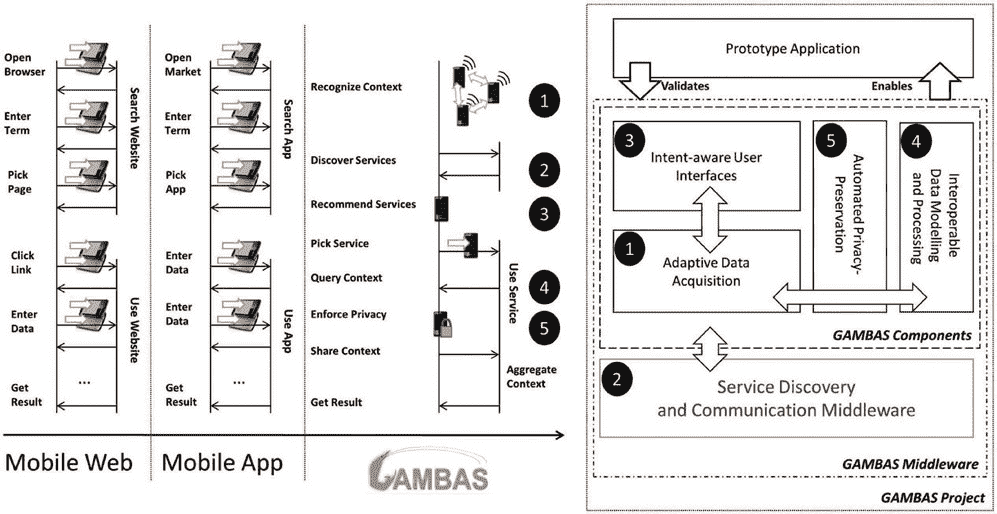 Open
Browser
Enter
Term
Pick
Page
Search Website
Click
Link
Enter
Data
Use Website
...
Get
Result
Mobile Web
Open
Market
Enter
Term
Pick
App
Search App
Enter
Data
Enter
Data
Use App
...
Get
Result
Mobile App
Recognize Context
1
Discover Services
2
Recommend Services
3
Pick Service
Query Context
4
Use Service
Enforce Privacy
5
Share Context
Aggregate
Context
Get Result
GAMBAS
Prototype Application
Validates
Enables
3
Intent-aware User
Interfaces
5
Automated Privacy-
Preservation
4
Interoperable
Data Modelling
and Processing
1
Adaptive Data
Acquisition
GAMBAS Components
2
Service Discovery
and Communication Middleware
GAMBAS Middleware
GAMBAS Project